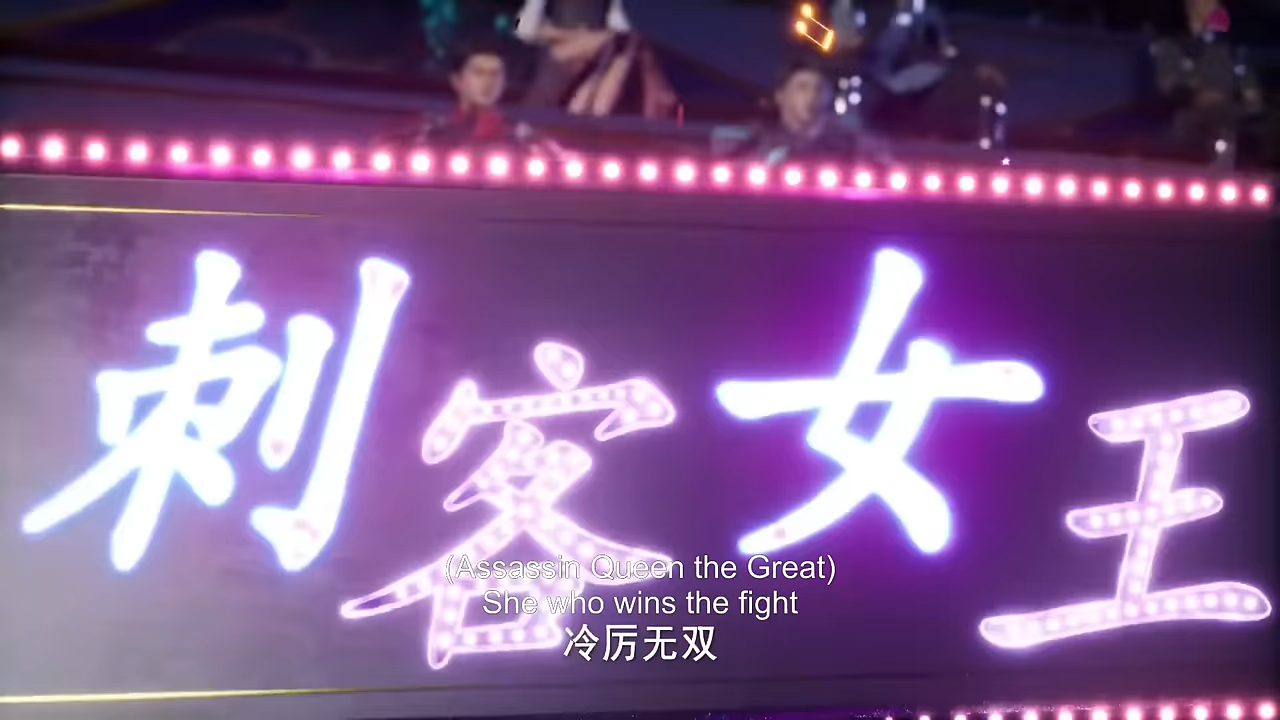 刺客女王
(Assassin Queen the Great)
She who wins the fight
冷厉无双